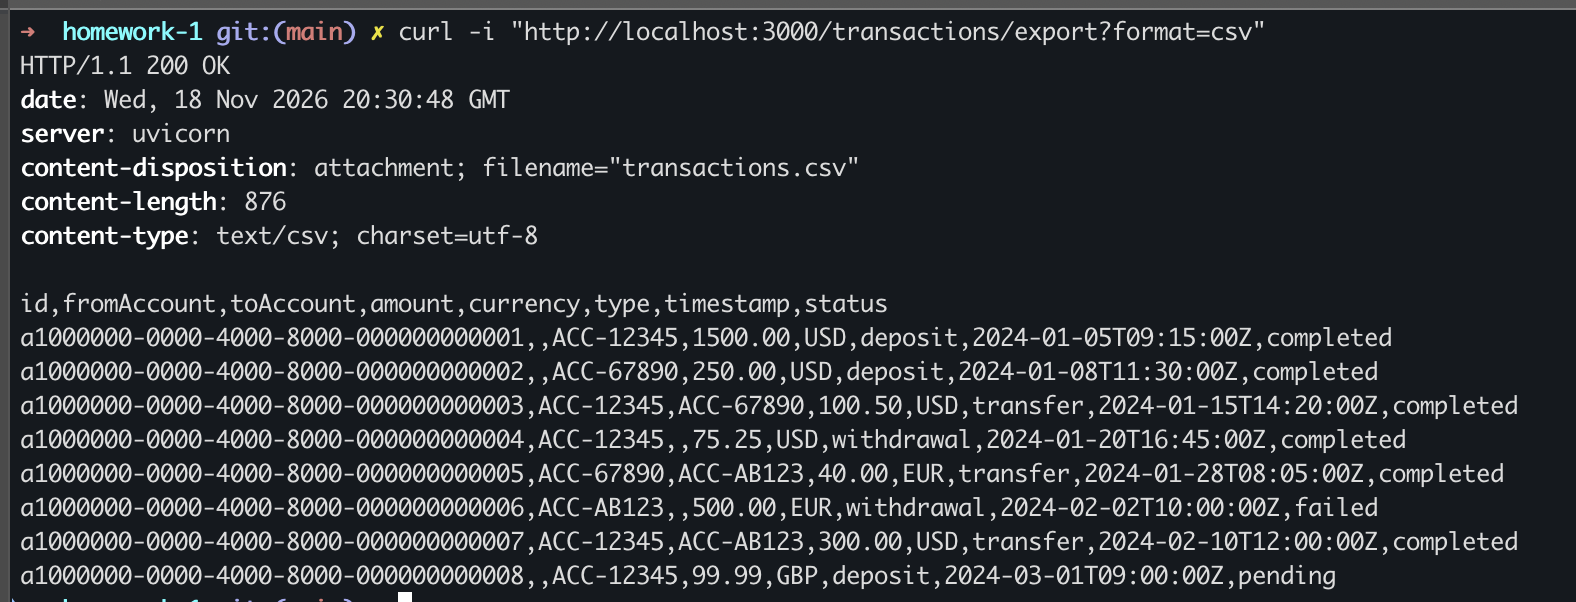 ➜  homework-1 git:(main) ✗ curl -i "http://localhost:3000/transactions/export?format=csv"
HTTP/1.1 200 OK
date: Wed, 18 Nov 2026 20:30:48 GMT
server: uvicorn
content-disposition: attachment; filename="transactions.csv"
content-length: 876
content-type: text/csv; charset=utf-8

id,fromAccount,toAccount,amount,currency,type,timestamp,status
a1000000-0000-4000-8000-000000000001,,ACC-12345,1500.00,USD,deposit,2024-01-05T09:15:00Z,completed
a1000000-0000-4000-8000-000000000002,,ACC-67890,250.00,USD,deposit,2024-01-08T11:30:00Z,completed
a1000000-0000-4000-8000-000000000003,ACC-12345,ACC-67890,100.50,USD,transfer,2024-01-15T14:20:00Z,completed
a1000000-0000-4000-8000-000000000004,ACC-12345,,75.25,USD,withdrawal,2024-01-20T16:45:00Z,completed
a1000000-0000-4000-8000-000000000005,ACC-67890,ACC-AB123,40.00,EUR,transfer,2024-01-28T08:05:00Z,completed
a1000000-0000-4000-8000-000000000006,ACC-AB123,,500.00,EUR,withdrawal,2024-02-02T10:00:00Z,failed
a1000000-0000-4000-8000-000000000007,ACC-12345,ACC-AB123,300.00,USD,transfer,2024-02-10T12:00:00Z,completed
a1000000-0000-4000-8000-000000000008,,ACC-12345,99.99,GBP,deposit,2024-03-01T09:00:00Z,pending